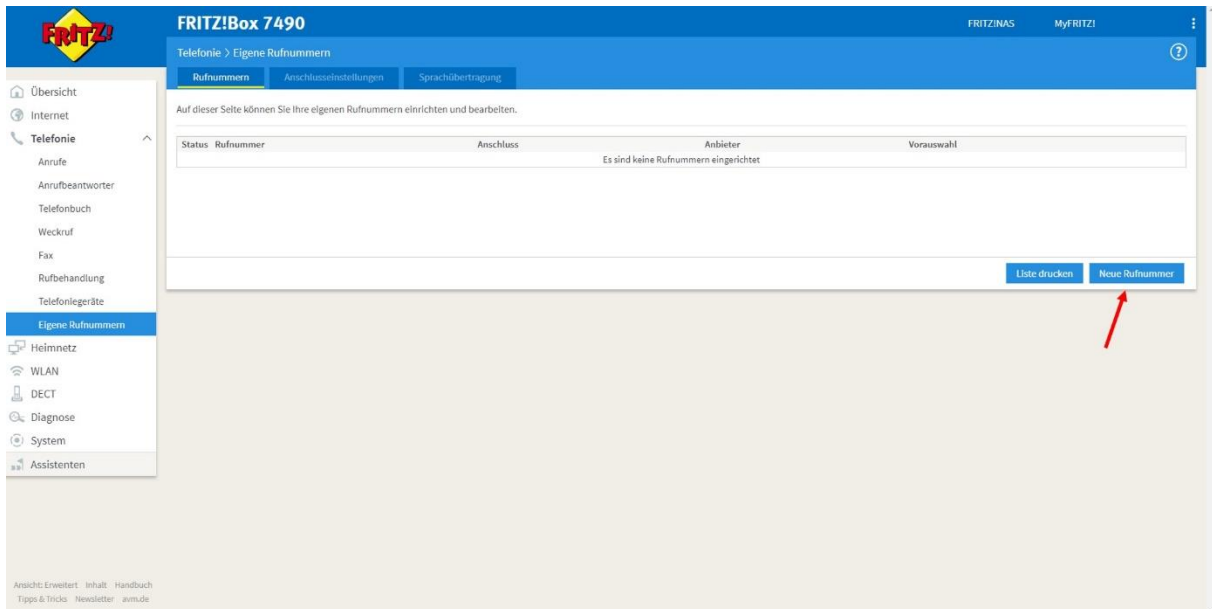 FRITZ!
FRITZ!Box 7490
FRITZ!NAS MyFRITZ!
Telefonie > Eigene Rufnummern
Rufnummern Anschlusseinstellungen Sprachübertragung
Auf dieser Seite können Sie Ihre eigenen Rufnummern einrichten und bearbeiten.
Status Rufnummer Anschluss Anbieter Vorauswahl
Es sind keine Rufnummern eingerichtet
Liste drucken Neue Rufnummer
Übersicht
Internet
Telefonie
Anrufe
Anrufbeantworter
Telefonbuch
Weckruf
Fax
Rufbehandlung
Telefoniegeräte
Eigene Rufnummern
Heimnetz
WLAN
DECT
Diagnose
System
Assistenten
Ansicht: Erweitert Inhalt Handbuch
Tipps & Tricks Newsletter avm.de